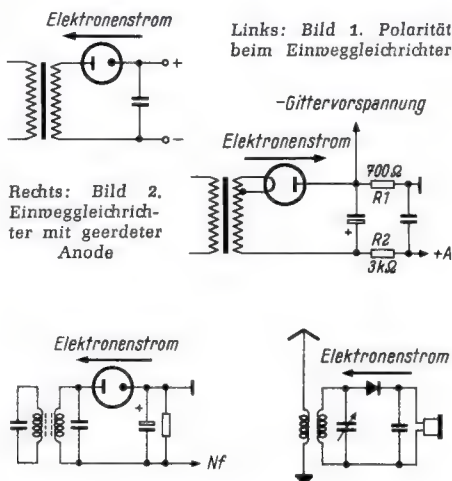 Elektronenstrom
+
−
Links: Bild 1. Polarität
beim Einweggleichrichter
−Gittervorspannung
Elektronenstrom
700Ω
R1
+
R2
3kΩ
+A
Rechts: Bild 2.
Einweggleichrich-
ter mit geerdeter
Anode
Elektronenstrom
+
Nf
Elektronenstrom